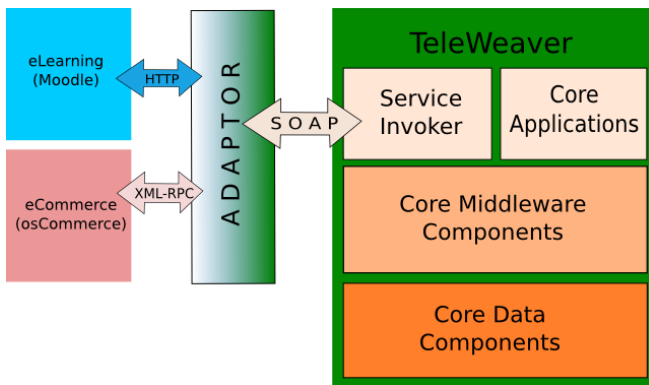 eLearning
(Moodle)
HTTP
eCommerce
(osCommerce)
XML-RPC
ADAPTOR
SOAP
TeleWeaver
Service
Invoker
Core
Applications
Core Middleware
Components
Core Data
Components